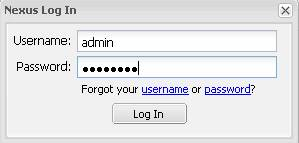 Nexus Log In
Username: admin
Password: ●●●●●●●●
Forgot your username or password?
Log In